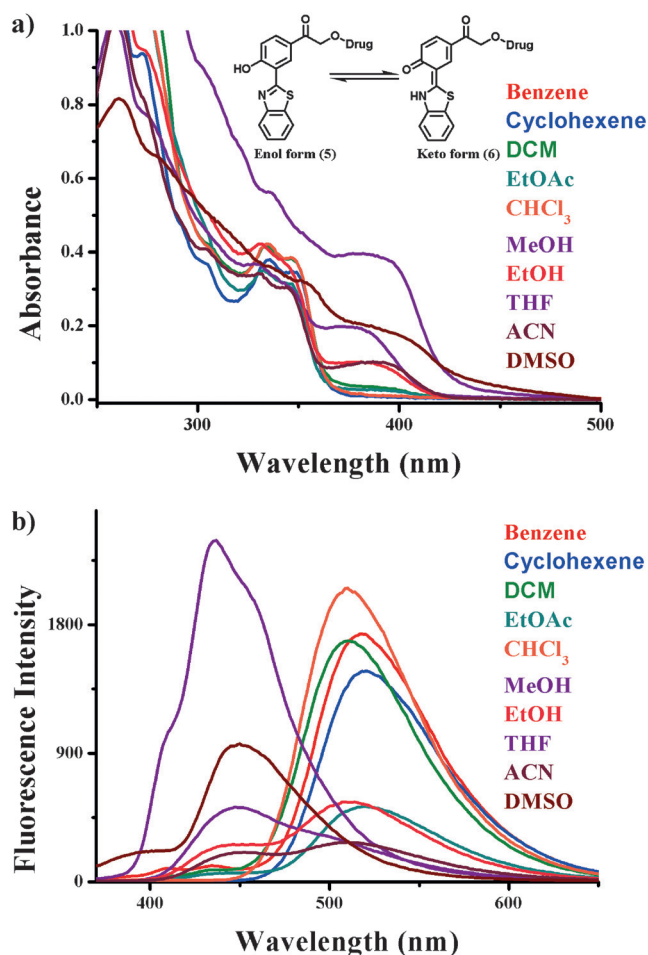 a)
1.0
0.8
0.6
0.4
0.2
0.0
Absorbance
300
400
500
Wavelength (nm)
O
O Drug
HO
N S
Enol form (5)
O
O Drug
O
HN S
Keto form (6)
Benzene
Cyclohexene
DCM
EtOAc
CHCl₃
MeOH
EtOH
THF
ACN
DMSO
b)
1800
900
0
Fluorescence Intensity
400
500
600
Wavelength (nm)
Benzene
Cyclohexene
DCM
EtOAc
CHCl₃
MeOH
EtOH
THF
ACN
DMSO